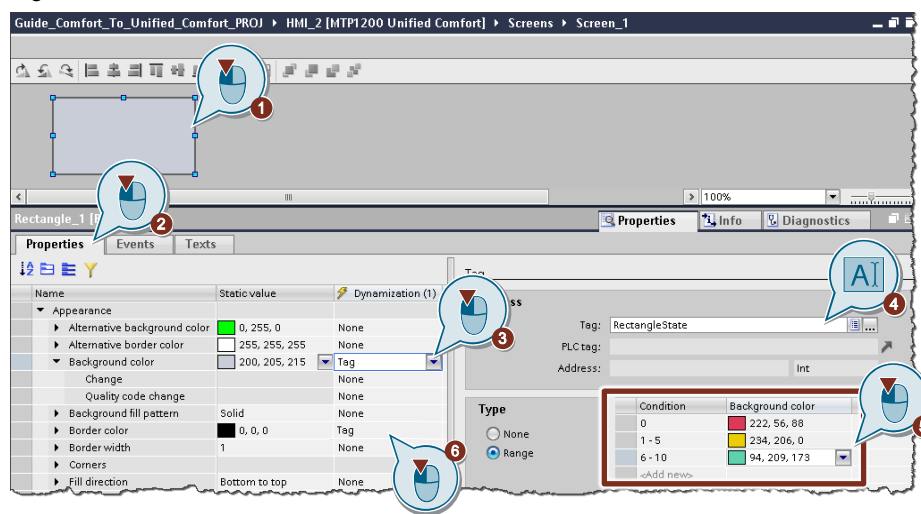 Guide_Comfort_To_Unified_Comfort_PROJ ▸ HMI_2 [MTP1200 Unified Comfort] ▸ Screens ▸ Screen_1
1
100%
Rectangle_1
2
Properties Info Diagnostics
Properties Events Texts
Name Static value Dynamization (1)
Appearance
Alternative background color 0, 255, 0 None
Alternative border color 255, 255, 255 None
Background color 200, 205, 215 Tag
Change None
Quality code change None
Background fill pattern Solid None
Border color 0, 0, 0 Tag
Border width 1 None
Corners
Fill direction Bottom to top None
3
6
A
4
Tag: RectangleState ...
PLC tag:
Address: Int
Type
None
Range
Condition Background color
0 222, 56, 88
1 - 5 234, 206, 0
6 - 10 94, 209, 173
<Add new>